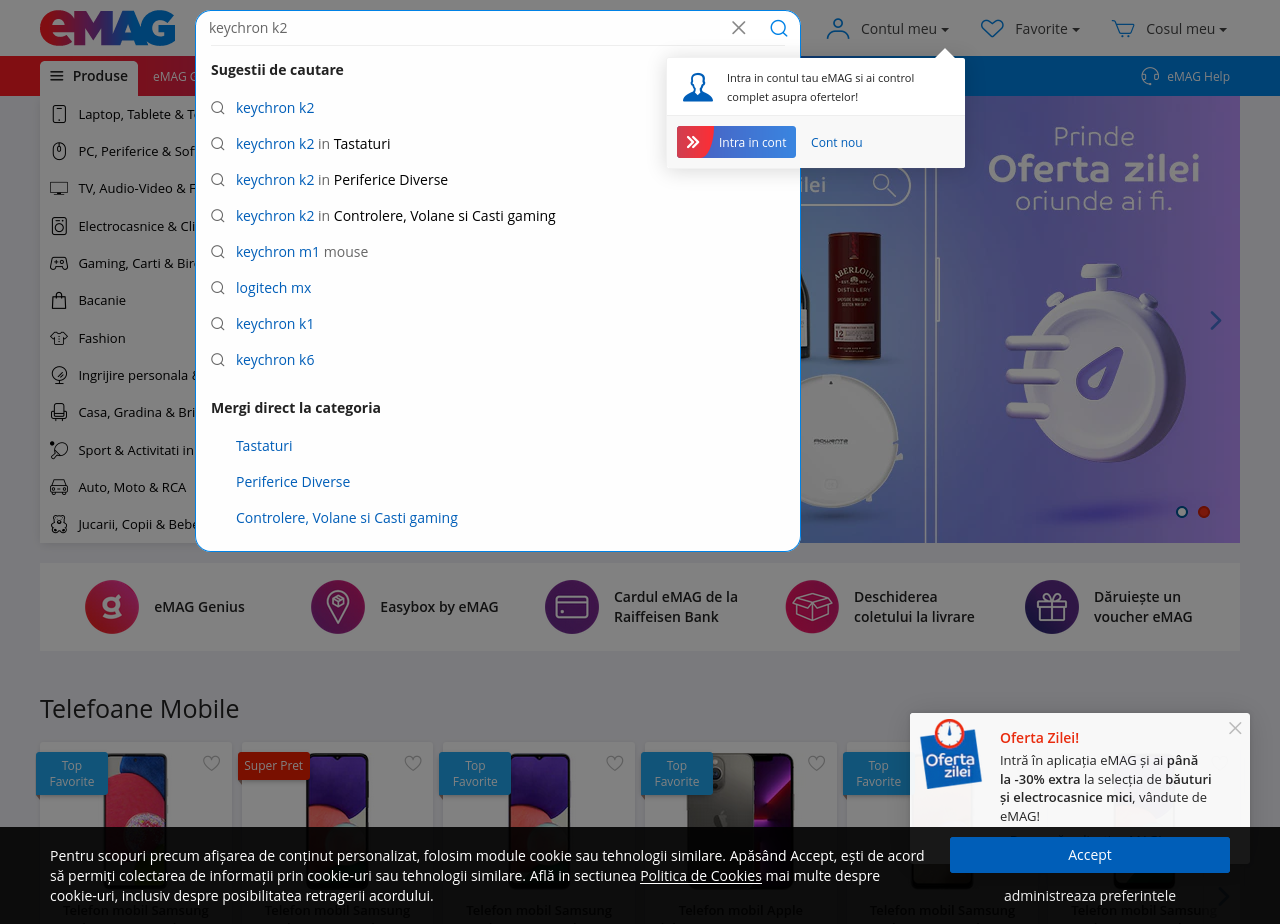 eMAG
keychron k2
Contul meu
Favorite
Cosul meu
Produse
eMAG G
eMAG Help
Sugestii de cautare
keychron k2
keychron k2 in Tastaturi
keychron k2 in Periferice Diverse
keychron k2 in Controlere, Volane si Casti gaming
keychron m1 mouse
logitech mx
keychron k1
keychron k6
Mergi direct la categoria
Tastaturi
Periferice Diverse
Controlere, Volane si Casti gaming
Intra in contul tau eMAG si ai control
complet asupra ofertelor!
Intra in cont
Cont nou
Laptop, Tablete & Te
PC, Periferice & Sof
TV, Audio-Video & F
Electrocasnice & Cli
Gaming, Carti & Biro
Bacanie
Fashion
Ingrijire personala &
Casa, Gradina & Bri
Sport & Activitati in
Auto, Moto & RCA
Jucarii, Copii & Bebe
ilei
Prinde
Oferta zilei
oriunde ai fi.
ABERLOUR
DISTILLERY
12
rowenta
eMAG Genius
Easybox by eMAG
Cardul eMAG de la
Raiffeisen Bank
Deschiderea
coletului la livrare
Dăruiește un
voucher eMAG
Telefoane Mobile
Top
Favorite
Super Pret
Top
Favorite
Top
Favorite
Top
Favorite
Oferta
zilei
Oferta Zilei!
Intră în aplicația eMAG și ai până
la -30% extra la selecția de băuturi
și electrocasnice mici, vândute de
eMAG!
Pentru scopuri precum afișarea de conținut personalizat, folosim module cookie sau tehnologii similare. Apăsând Accept, ești de acord
să permiți colectarea de informații prin cookie-uri sau tehnologii similare. Află in sectiunea Politica de Cookies mai multe despre
cookie-uri, inclusiv despre posibilitatea retragerii acordului.
Accept
administreaza preferintele
Telefon mobil Samsung
Telefon mobil Samsung
Telefon mobil Samsung
Telefon mobil Apple
Telefon mobil Samsung
Telefon mobil Samsung